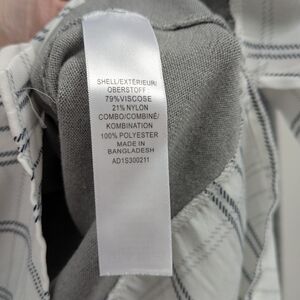 SHELL/EXTÉRIEUR/
OBERSTOFF:
79%VISCOSE
21% NYLON
COMBO/COMBINÉ/
KOMBINATION
100% POLYESTER
MADE IN
BANGLADESH
AD1S300211